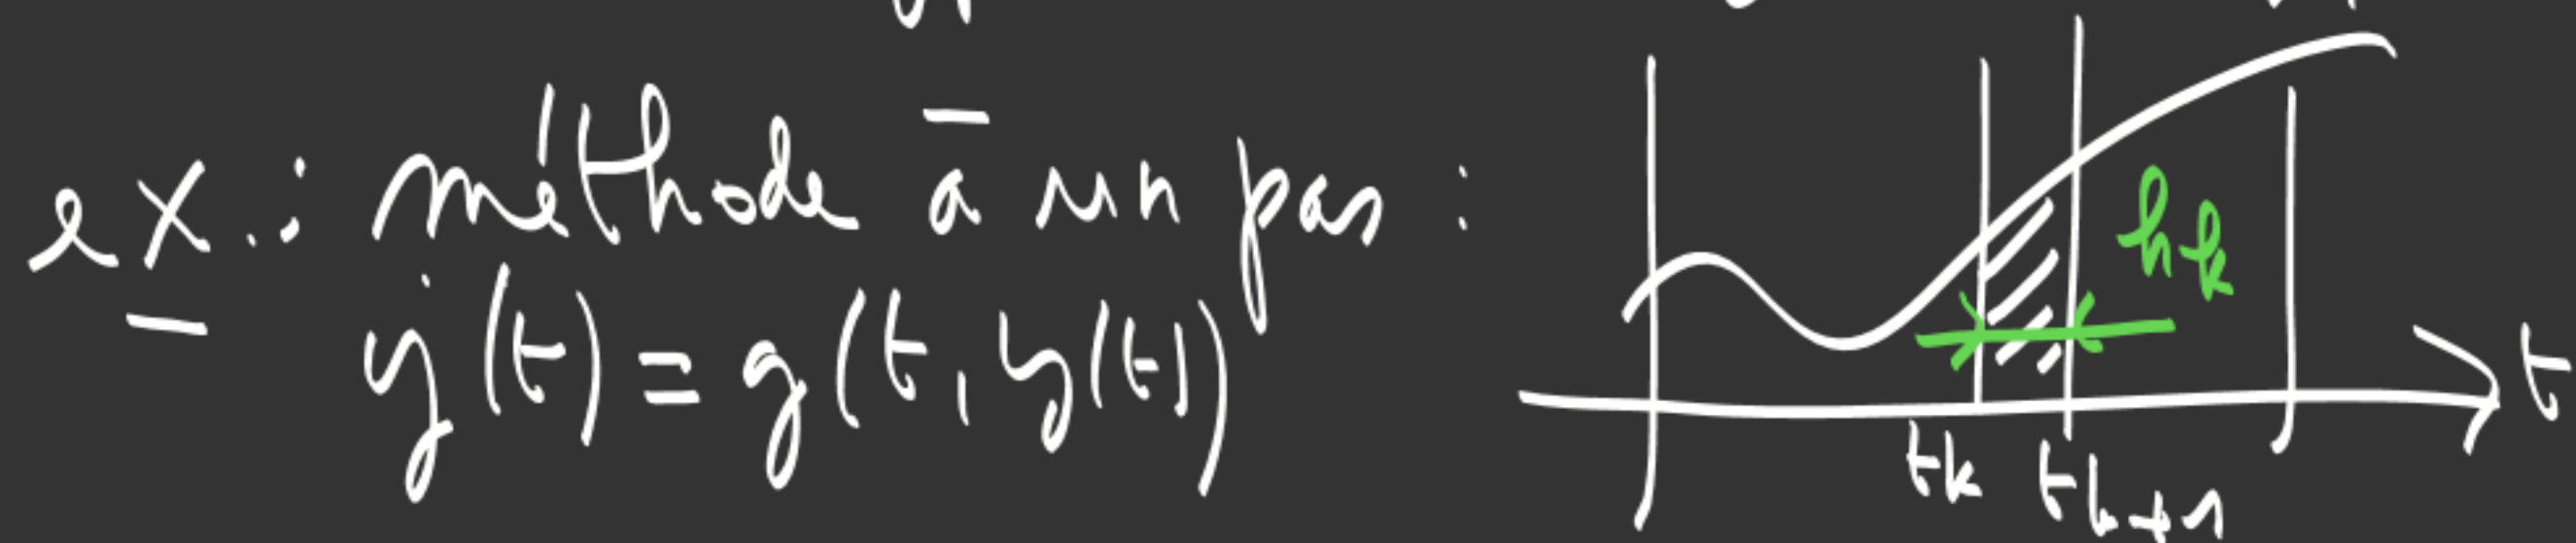 ex.: méthode à un pas :
ẏ(t) = g(t, y(t))
hk
t
tk tk+1